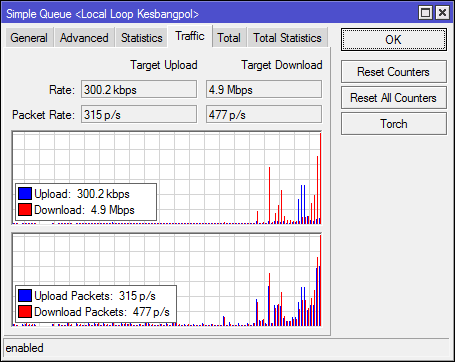 Simple Queue <Local Loop Kesbangpol>
General Advanced Statistics Traffic Total Total Statistics
Target Upload Target Download
Rate: 300.2 kbps 4.9 Mbps
Packet Rate: 315 p/s 477 p/s
Upload: 300.2 kbps
Download: 4.9 Mbps
Upload Packets: 315 p/s
Download Packets: 477 p/s
OK
Reset Counters
Reset All Counters
Torch
enabled